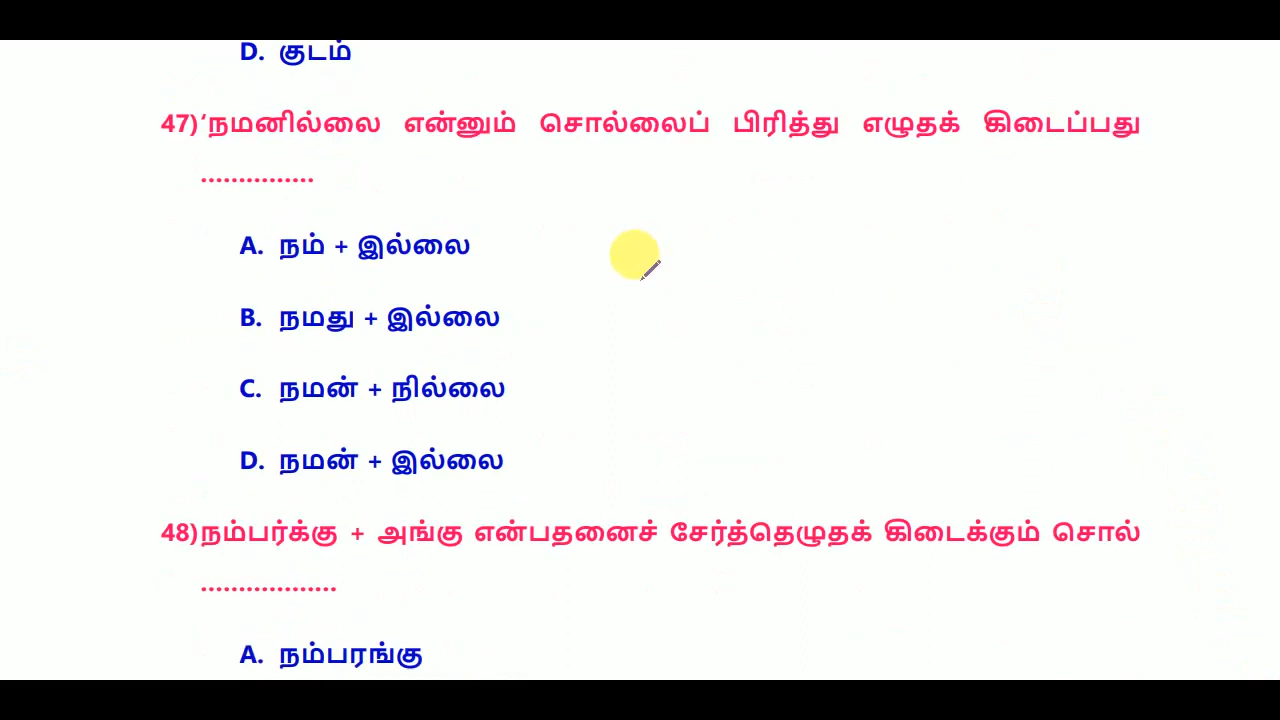 D. குடம்
47)‘நமனில்லை என்னும் சொல்லைப் பிரித்து எழுதக் கிடைப்பது
...............
A. நம் + இல்லை
B. நமது + இல்லை
C. நமன் + நில்லை
D. நமன் + இல்லை
48)நம்பர்க்கு + அங்கு என்பதனைச் சேர்த்தெழுதக் கிடைக்கும் சொல்
..................
A. நம்பரங்கு